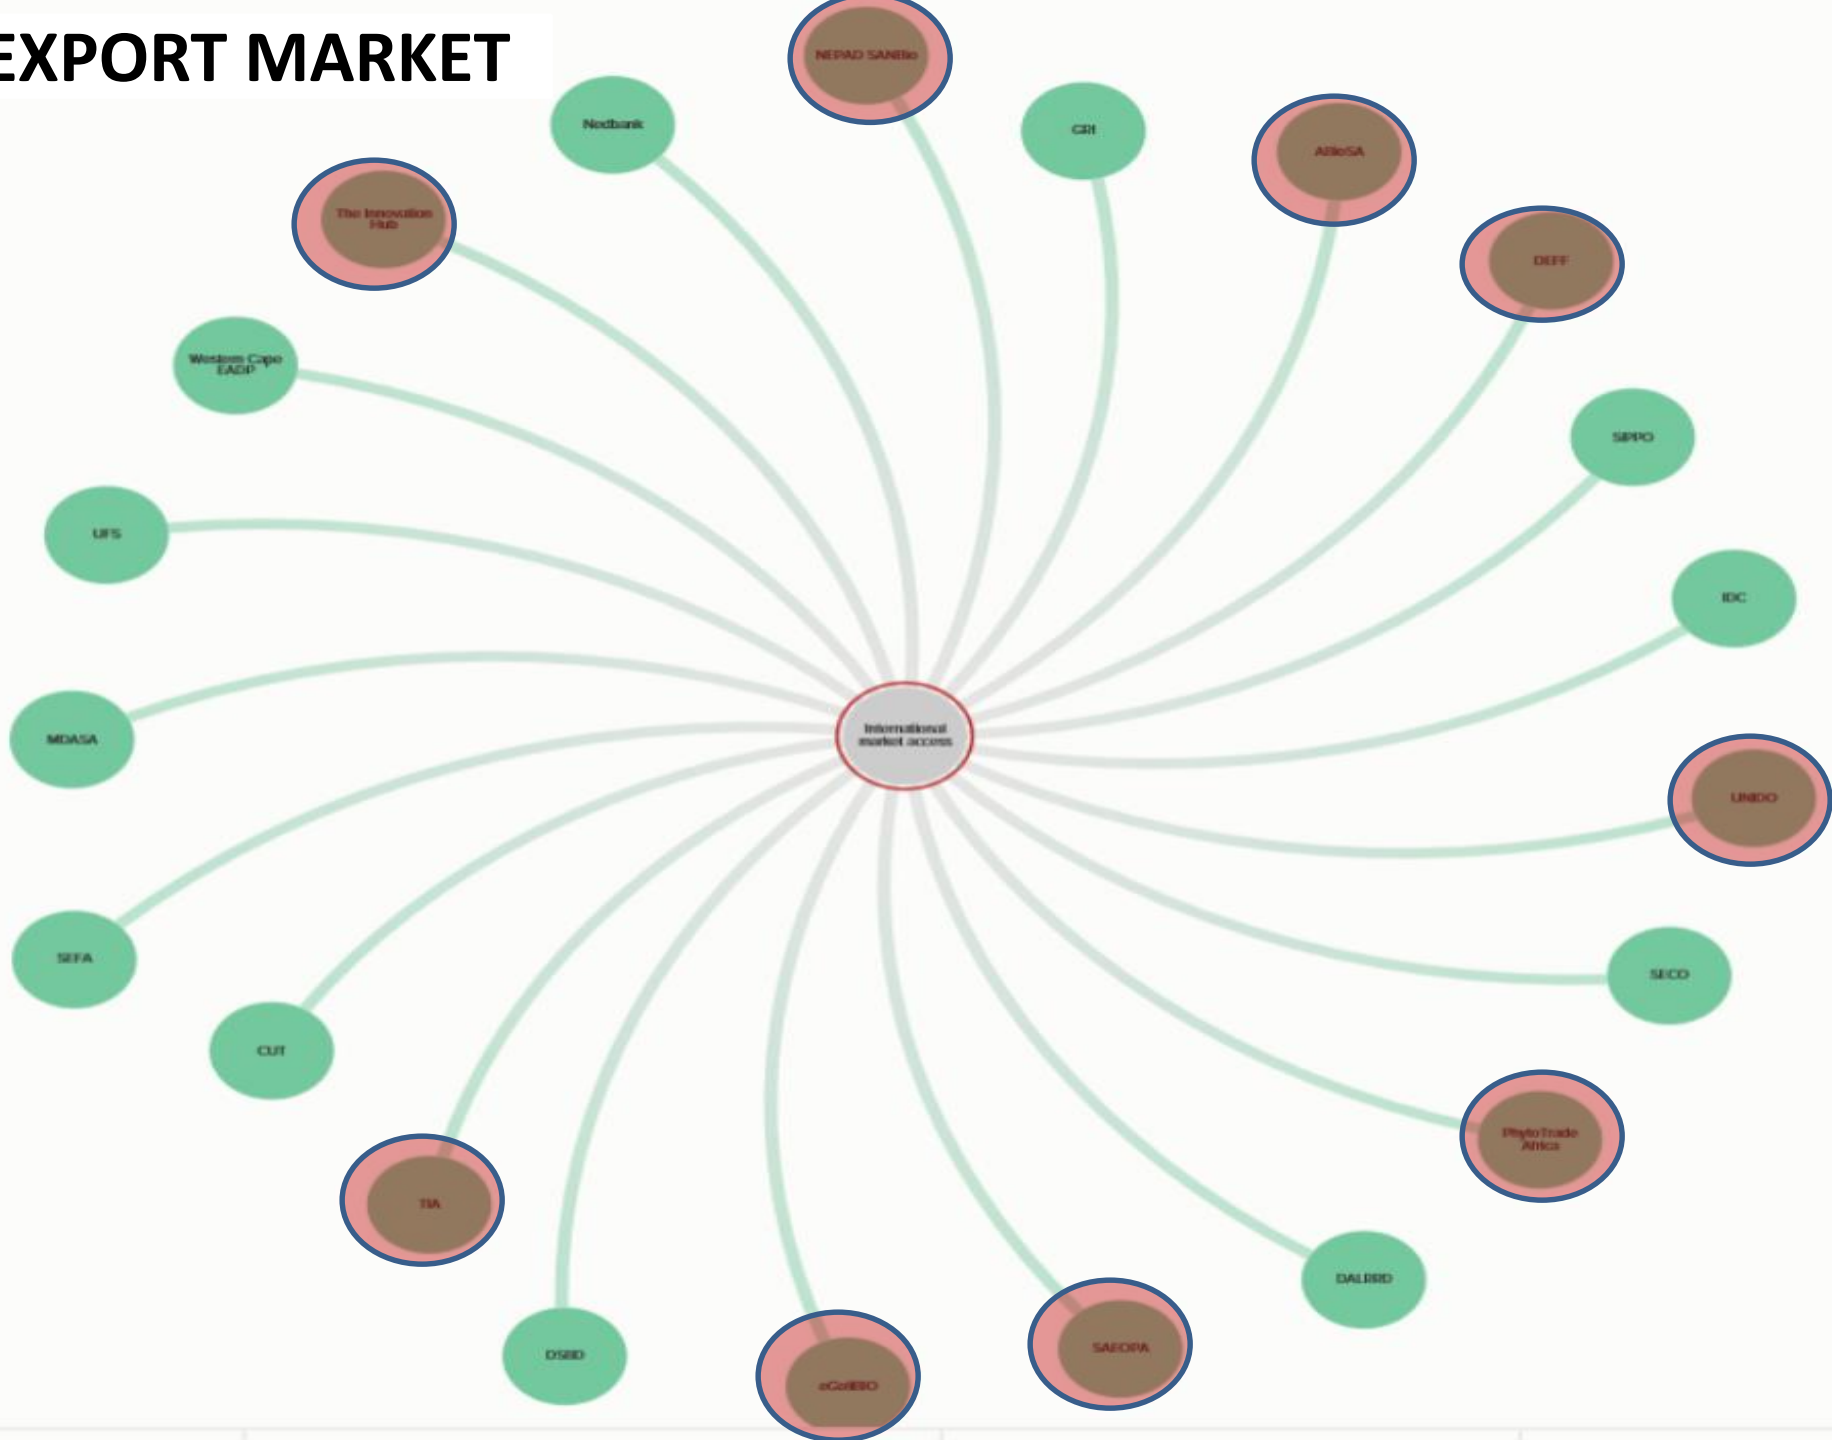 EXPORT MARKET
NEPAD SANBio
Nedbank
GRI
ABioSA
The Innovation
Hub
DEFF
Western Cape
EADP
SIPPO
UFS
IDC
International
market access
MDASA
UNIDO
SEFA
SECO
CUT
PhytoTrade
Africa
TIA
DALRRD
SAEOPA
DSBD
eGoliBIO